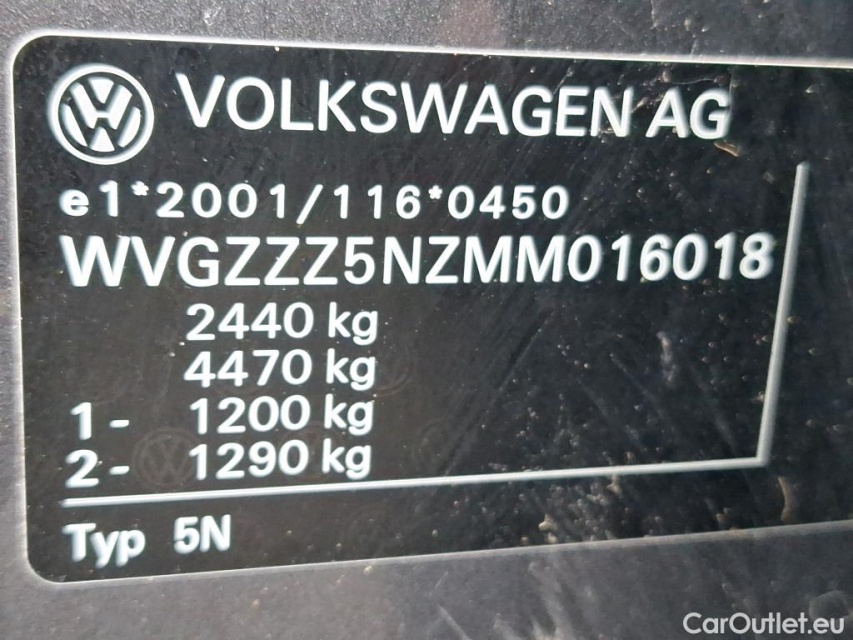 VOLKSWAGEN AG
e1*2001/116*0450
WVGZZZ5NZMM016018
2440 kg
4470 kg
1- 1200 kg
2- 1290 kg
Typ 5N
CarOutlet.eu